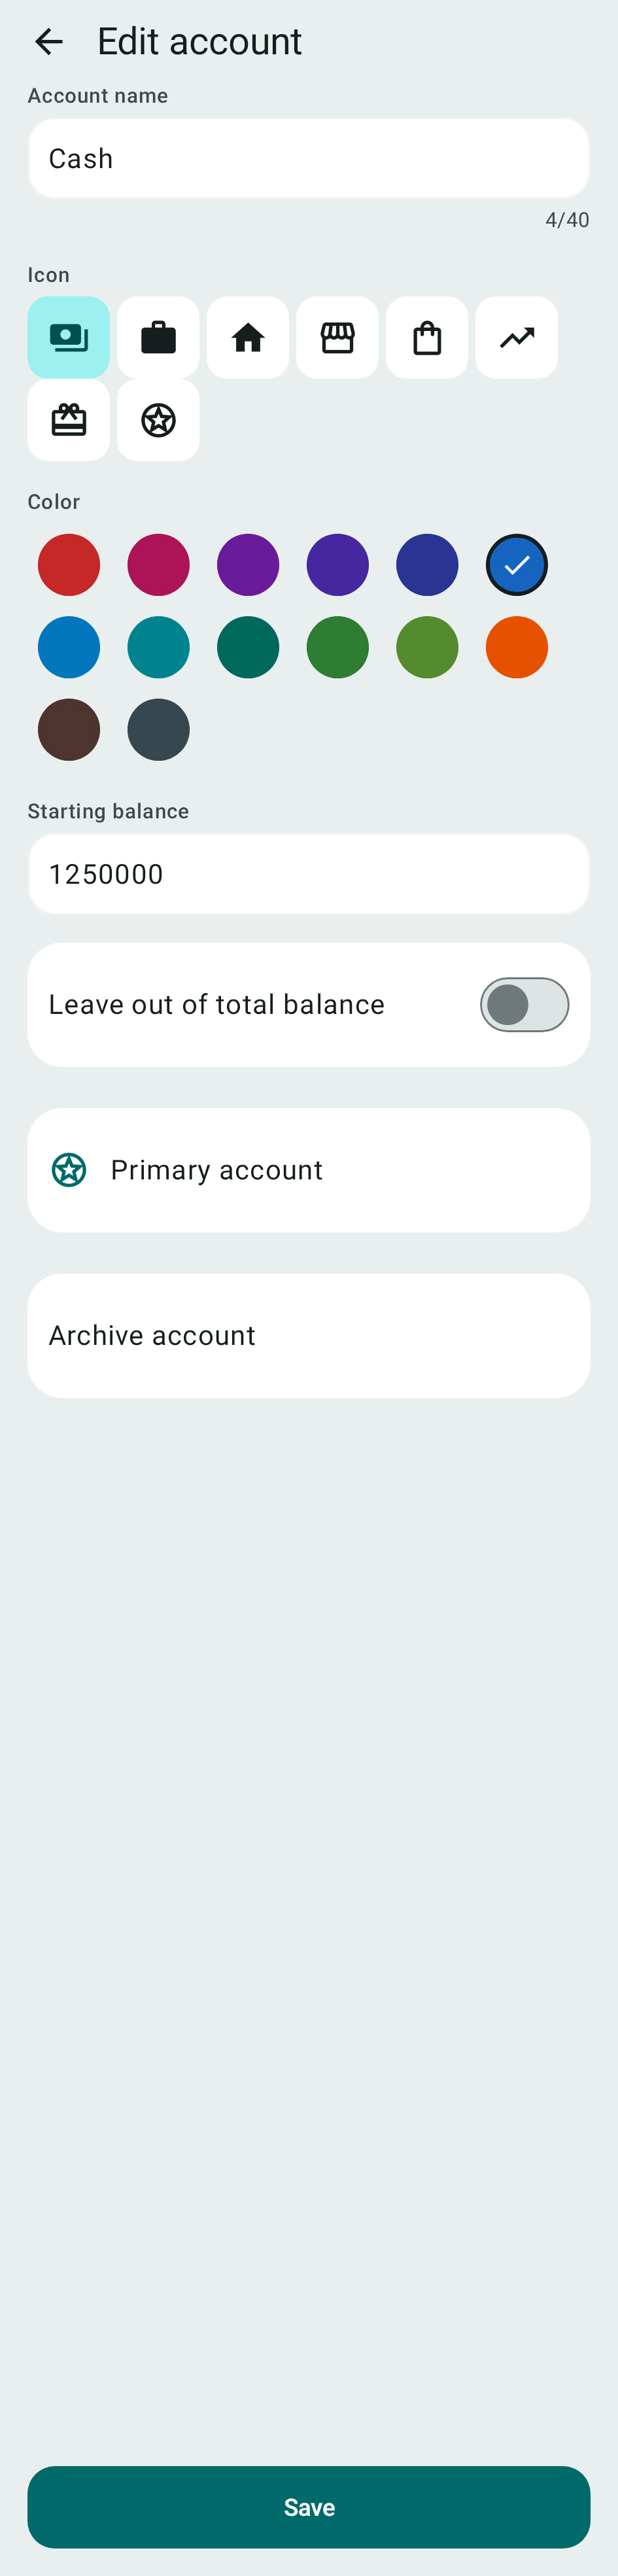 Edit account
Account name
Cash
4/40
Icon
Color
Starting balance
1250000
Leave out of total balance
Primary account
Archive account
Save